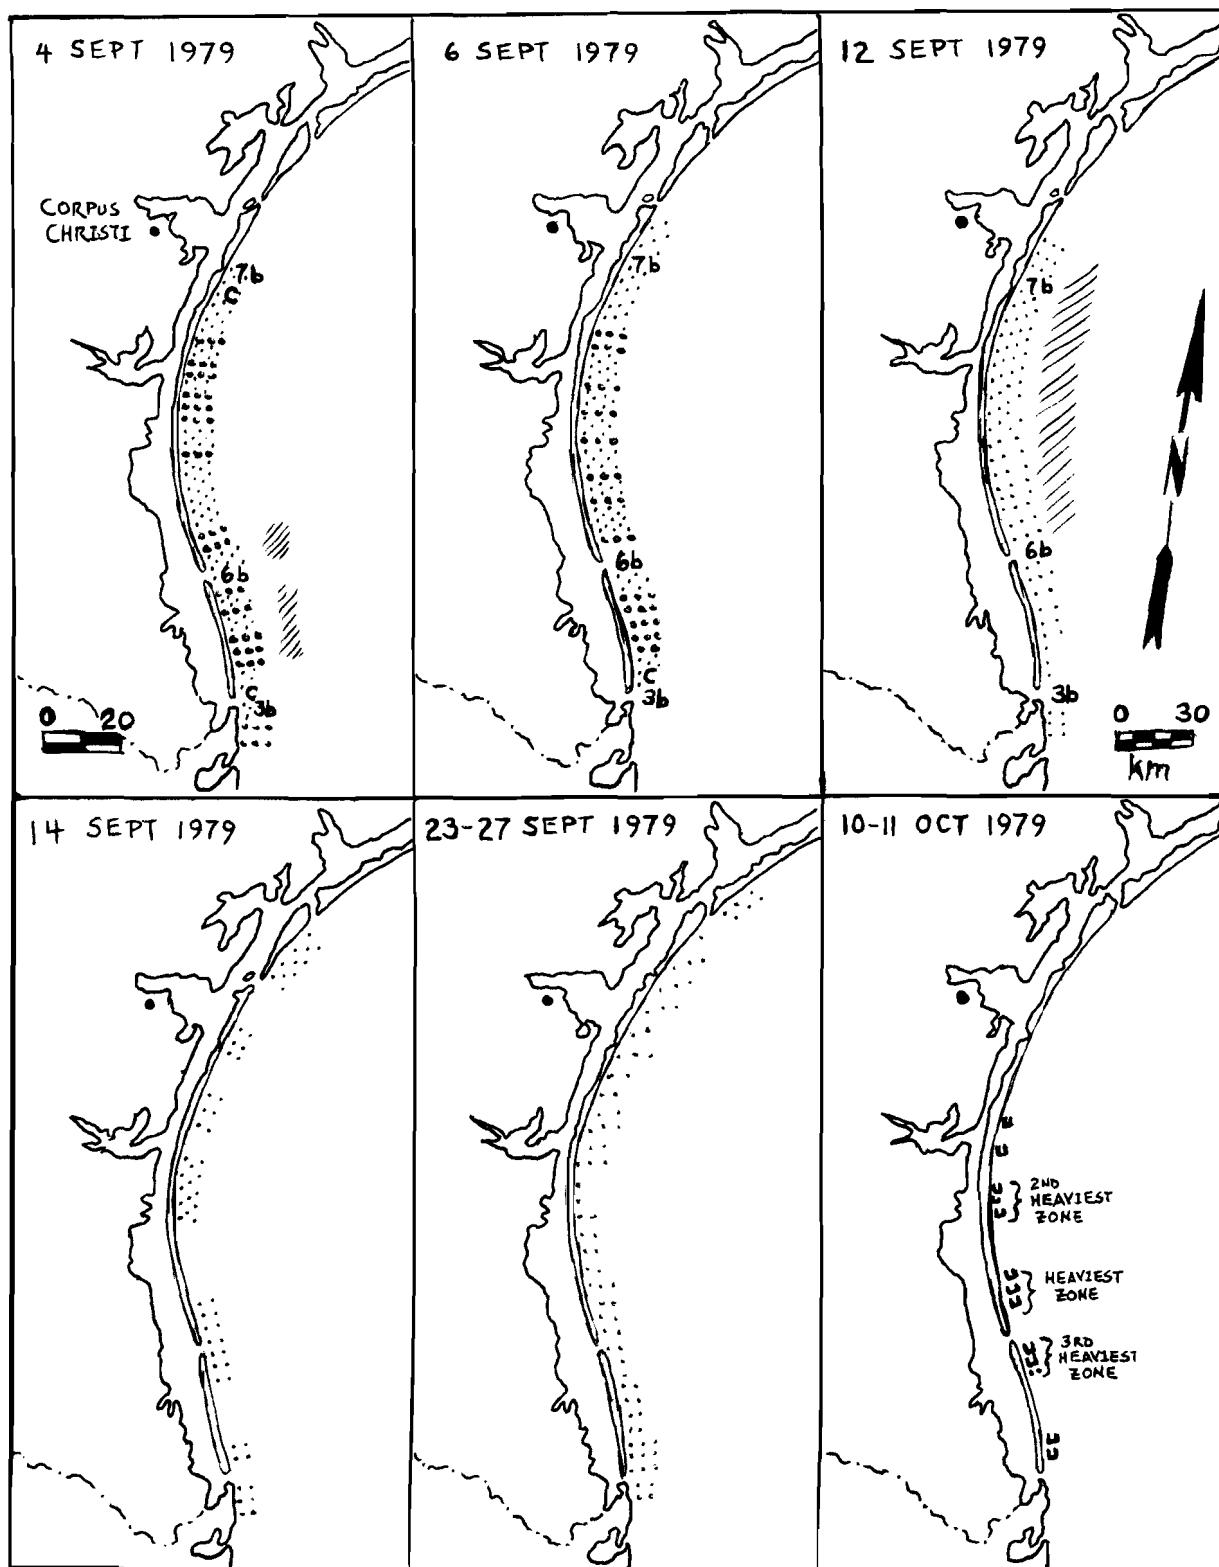 4 SEPT 1979
CORPUS
CHRISTI
7b
C
6b
C
3b
0 20
6 SEPT 1979
7b
6b
C
3b
12 SEPT 1979
7b
6b
3b
N
0 30
km
14 SEPT 1979
23-27 SEPT 1979
10-11 OCT 1979
2ND
HEAVIEST
ZONE
HEAVIEST
ZONE
3RD
HEAVIEST
ZONE